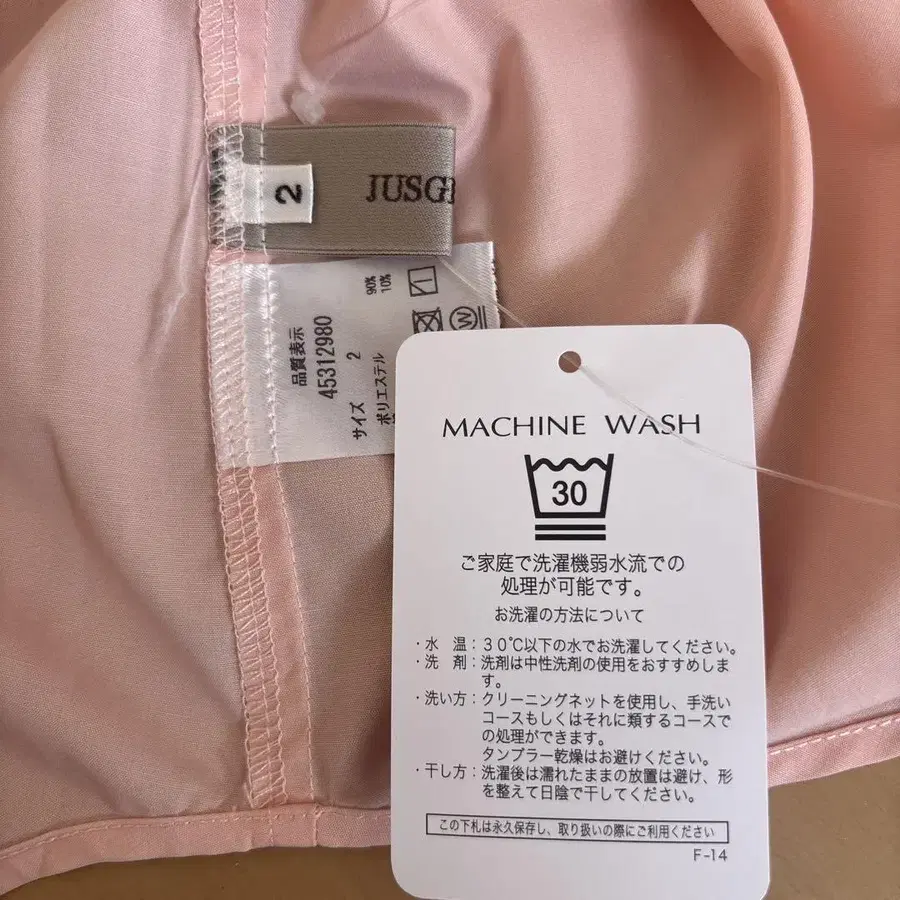 2
JUSG
品質表示
45312980
サイズ 2
ポリエステル 90%
10%
W
MACHINE WASH
30
ご家庭で洗濯機弱水流での
処理が可能です。
お洗濯の方法について
・水 温：３０℃以下の水でお洗濯してください。
・洗 剤：洗剤は中性洗剤の使用をおすすめしま
す。
・洗い方：クリーニングネットを使用し、手洗い
コースもしくはそれに類するコースで
の処理ができます。
タンブラー乾燥はお避けください。
・干し方：洗濯後は濡れたままの放置は避け、形
を整えて日陰で干してください。
この下札は永久保存し、取り扱いの際にご利用ください
F-14